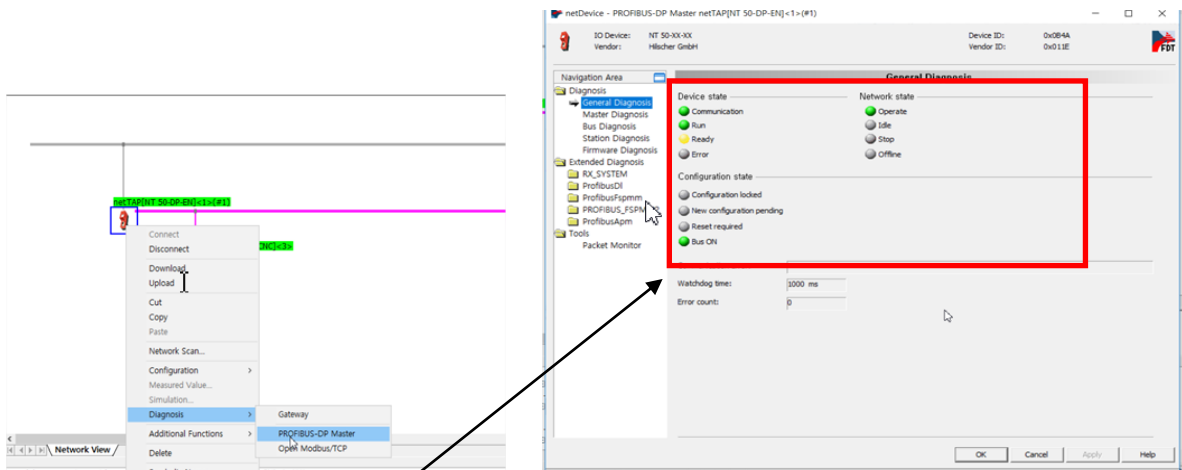 netTAP[NT 50-DP-EN]<1>(#1)
CNC]<3>
Connect
Disconnect
Download
Upload
Cut
Copy
Paste
Network Scan...
Configuration
Measured Value...
Simulation...
Diagnosis
Additional Functions
Delete
Gateway
PROFIBUS-DP Master
Open Modbus/TCP
Network View
netDevice - PROFIBUS-DP Master netTAP[NT 50-DP-EN]<1>(#1)
IO Device: NT 50-XX-XX Device ID: 0x0B4A
Vendor: Hilscher GmbH Vendor ID: 0x011E
FDT
Navigation Area
Diagnosis
General Diagnosis
Master Diagnosis
Bus Diagnosis
Station Diagnosis
Firmware Diagnosis
Extended Diagnosis
RX_SYSTEM
ProfibusDl
ProfibusFspmm
PROFIBUS_FSPM
ProfibusApm
Tools
Packet Monitor
General Diagnosis
Device state Network state
Communication Operate
Run Idle
Ready Stop
Error Offline
Configuration state
Configuration locked
New configuration pending
Reset required
Bus ON
Watchdog time: 1000 ms
Error count: 0
OK Cancel Apply Help